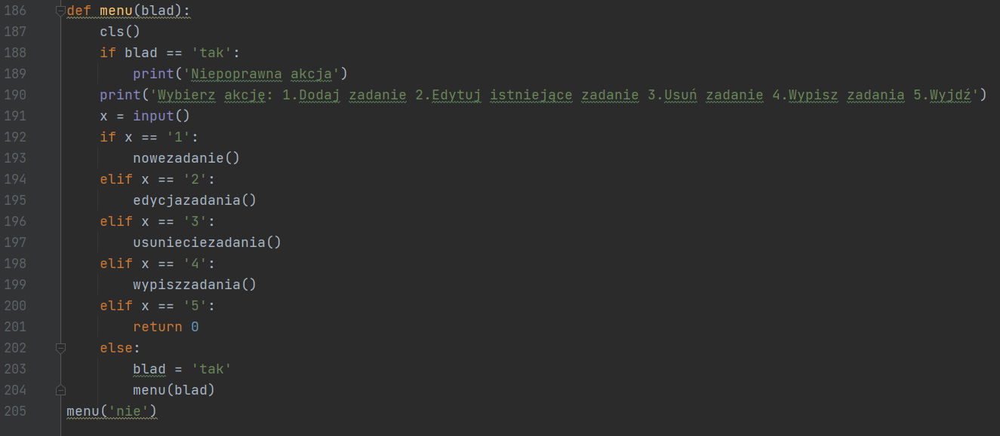 186 def menu(blad):
187     cls()
188     if blad == 'tak':
189         print('Niepoprawna akcja')
190     print('Wybierz akcję: 1.Dodaj zadanie 2.Edytuj istniejące zadanie 3.Usuń zadanie 4.Wypisz zadania 5.Wyjdź')
191     x = input()
192     if x == '1':
193         nowezadanie()
194     elif x == '2':
195         edycjazadania()
196     elif x == '3':
197         usunieciezadania()
198     elif x == '4':
199         wypiszzadania()
200     elif x == '5':
201         return 0
202     else:
203         blad = 'tak'
204         menu(blad)
205 menu('nie')